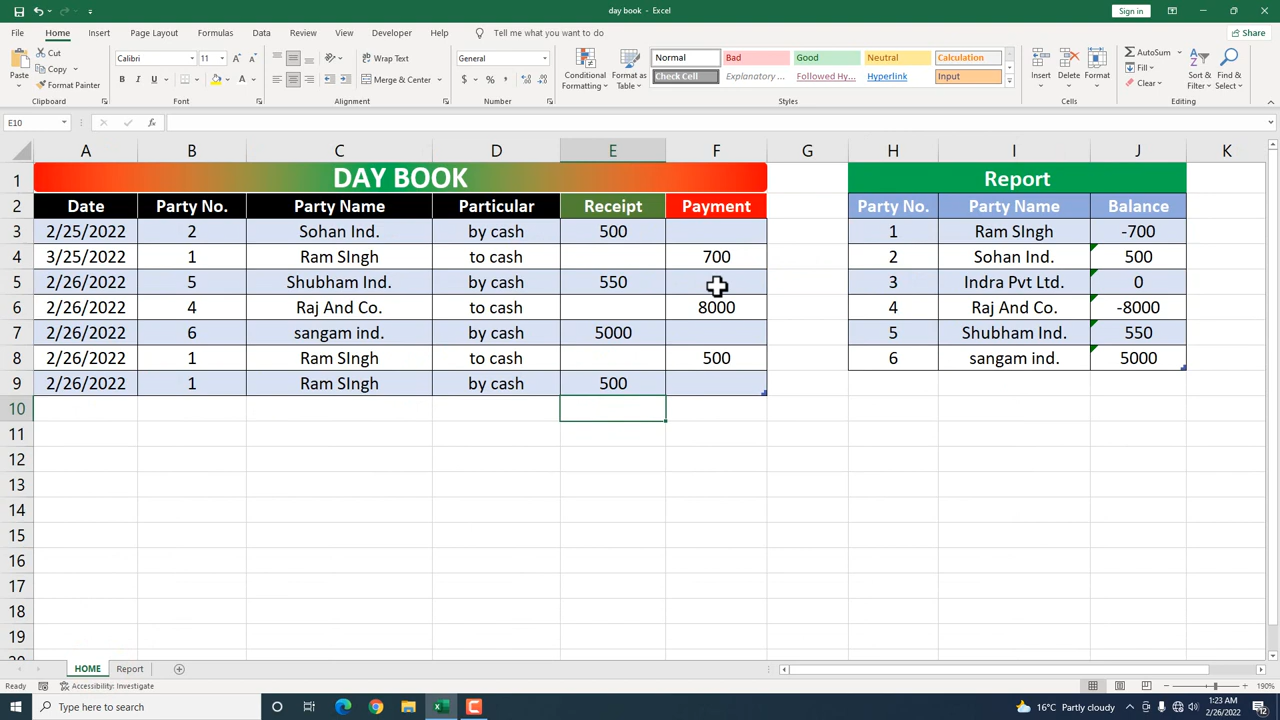 day book - Excel
Sign in
File Home Insert Page Layout Formulas Data Review View Developer Help Tell me what you want to do Share
Paste Cut Copy Format Painter Clipboard
Calibri 11 B I U A Font
Wrap Text Merge & Center Alignment
General $ % , Number
Conditional Formatting Format as Table
Normal Bad Good Neutral Calculation
Check Cell Explanatory ... Followed Hy... Hyperlink Input
Styles
Insert Delete Format Cells
AutoSum Fill Clear Sort & Filter Find & Select Editing
E10 fx
A B C D E F G H I J K
1 DAY BOOK Report
2 Date Party No. Party Name Particular Receipt Payment Party No. Party Name Balance
3 2/25/2022 2 Sohan Ind. by cash 500 1 Ram SIngh -700
4 3/25/2022 1 Ram SIngh to cash 700 2 Sohan Ind. 500
5 2/26/2022 5 Shubham Ind. by cash 550 3 Indra Pvt Ltd. 0
6 2/26/2022 4 Raj And Co. to cash 8000 4 Raj And Co. -8000
7 2/26/2022 6 sangam ind. by cash 5000 5 Shubham Ind. 550
8 2/26/2022 1 Ram SIngh to cash 500 6 sangam ind. 5000
9 2/26/2022 1 Ram SIngh by cash 500
10
11
12
13
14
15
16
17
18
19
20
HOME Report
Ready Accessibility: Investigate 190%
Type here to search 16°C Partly cloudy 1:23 AM
2/26/2022 12